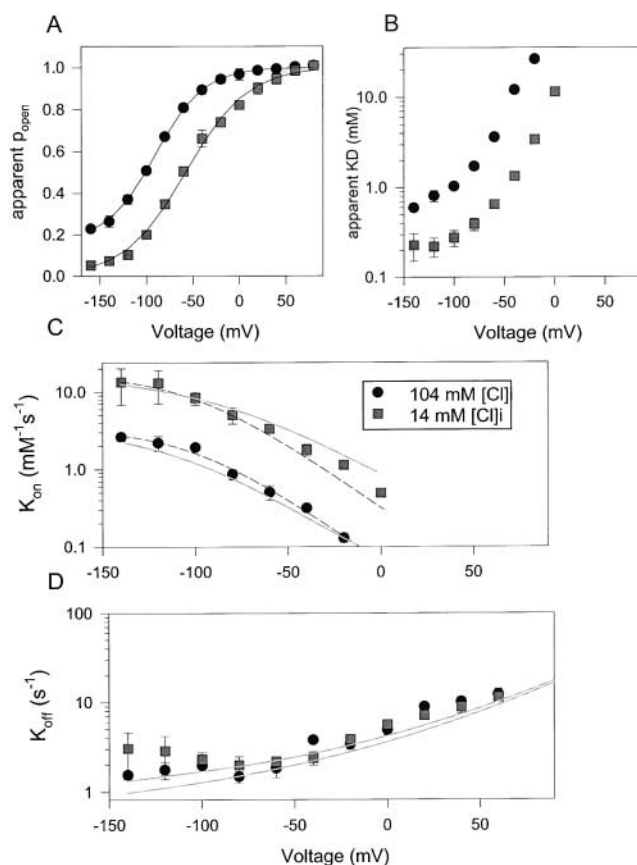 A
B
apparent p_open
1.0
0.8
0.6
0.4
0.2
0.0
-150 -100 -50 0 50
Voltage (mV)
apparent KD (mM)
10.0
1.0
0.1
-150 -100 -50 0 50
Voltage (mV)
C
K_on (mM⁻¹s⁻¹)
10.0
1.0
0.1
104 mM [Cl]i
14 mM [Cl]i
-150 -100 -50 0 50
D
K_off (s⁻¹)
100
10
1
-150 -100 -50 0 50
Voltage (mV)